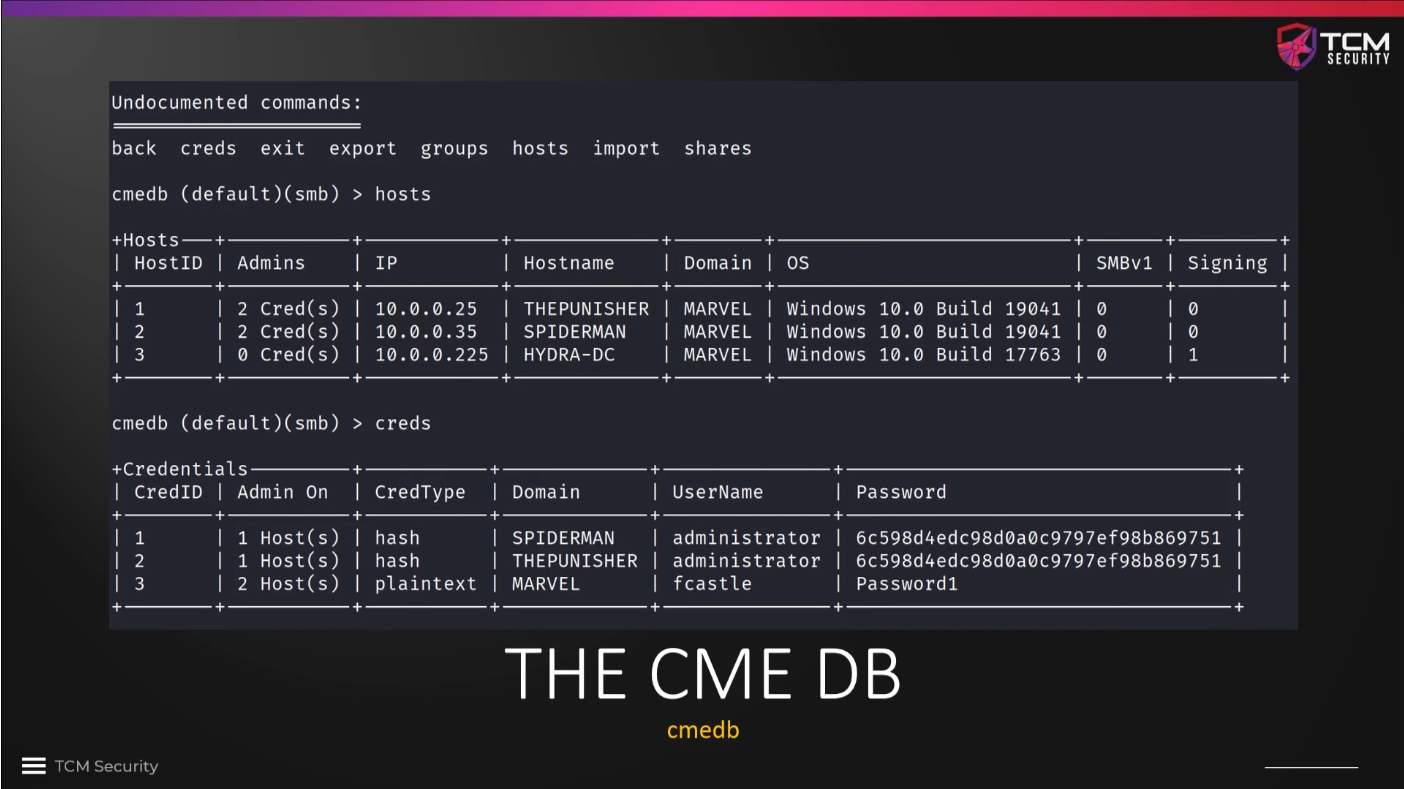 TCM
SECURITY
Undocumented commands:
back creds exit export groups hosts import shares
cmedb (default)(smb) > hosts
+Hosts
| HostID | Admins | IP | Hostname | Domain | OS | SMBv1 | Signing |
| 1 | 2 Cred(s) | 10.0.0.25 | THEPUNISHER | MARVEL | Windows 10.0 Build 19041 | 0 | 0 |
| 2 | 2 Cred(s) | 10.0.0.35 | SPIDERMAN | MARVEL | Windows 10.0 Build 19041 | 0 | 0 |
| 3 | 0 Cred(s) | 10.0.0.225 | HYDRA-DC | MARVEL | Windows 10.0 Build 17763 | 0 | 1 |
cmedb (default)(smb) > creds
+Credentials
| CredID | Admin On | CredType | Domain | UserName | Password |
| 1 | 1 Host(s) | hash | SPIDERMAN | administrator | 6c598d4edc98d0a0c9797ef98b869751 |
| 2 | 1 Host(s) | hash | THEPUNISHER | administrator | 6c598d4edc98d0a0c9797ef98b869751 |
| 3 | 2 Host(s) | plaintext | MARVEL | fcastle | Password1 |
THE CME DB
cmedb
TCM Security